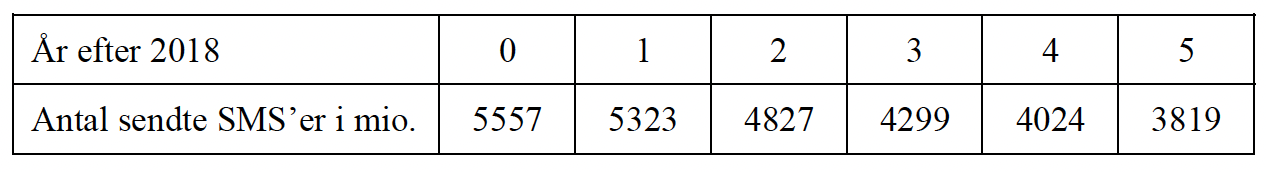 År efter 2018 0 1 2 3 4 5
Antal sendte SMS’er i mio. 5557 5323 4827 4299 4024 3819